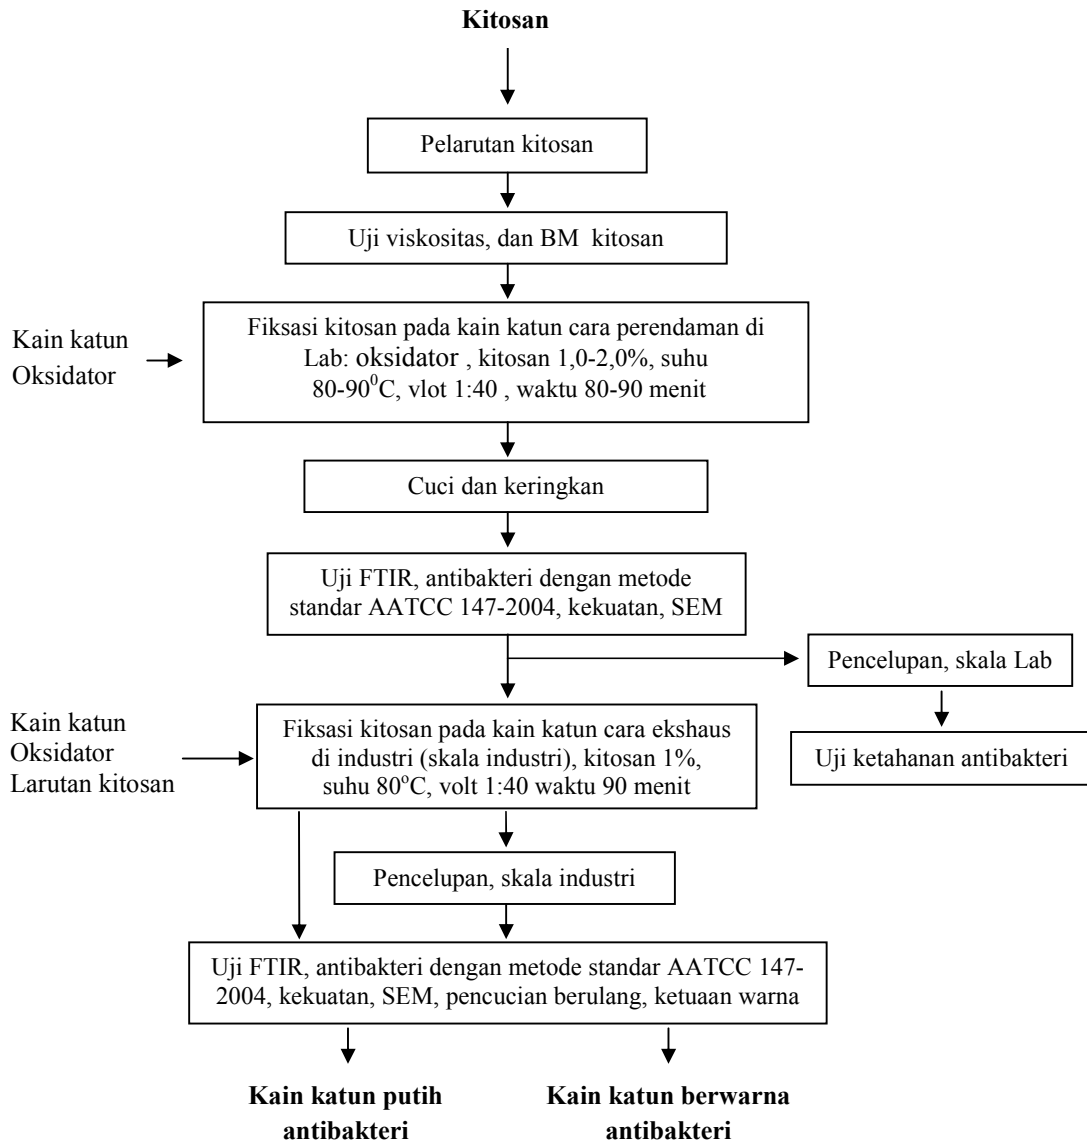 Kitosan
Pelarutan kitosan
Uji viskositas, dan BM kitosan
Kain katun
Oksidator
Fiksasi kitosan pada kain katun cara perendaman di
Lab: oksidator , kitosan 1,0-2,0%, suhu
80-90⁰C, vlot 1:40 , waktu 80-90 menit
Cuci dan keringkan
Uji FTIR, antibakteri dengan metode
standar AATCC 147-2004, kekuatan, SEM
Pencelupan, skala Lab
Uji ketahanan antibakteri
Kain katun
Oksidator
Larutan kitosan
Fiksasi kitosan pada kain katun cara ekshaus
di industri (skala industri), kitosan 1%,
suhu 80°C, volt 1:40 waktu 90 menit
Pencelupan, skala industri
Uji FTIR, antibakteri dengan metode standar AATCC 147-
2004, kekuatan, SEM, pencucian berulang, ketuaan warna
Kain katun putih
antibakteri
Kain katun berwarna
antibakteri